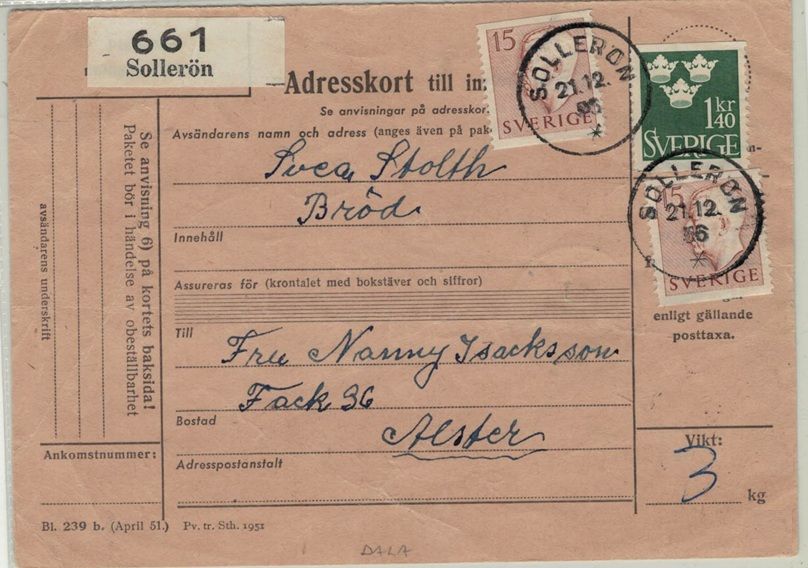 661
Sollerön
Adresskort till in
Se anvisningar på adresskor
Avsändarens namn och adress (anges även på pak
Svea Stolth
Bröd
Innehåll
Assureras för (krontalet med bokstäver och siffror)
Till
Fru Nanny Isacksson
Fack 36
Bostad
Alster
Adresspostanstalt
Se anvisning 6) på kortets baksida!
Paketet bör i händelse av obeställbarhet
avsändarens underskrift
Ankomstnummer:
Bl. 239 b. (April 51.) Pv. tr. Sth. 1951
15
SVERIGE
SOLLERÖN
21.12.
56
1 kr
40
SVERIGE
15
SVERIGE
SOLLERÖN
21.12.
56
enligt gällande
posttaxa.
Vikt:
3 kg
DALA